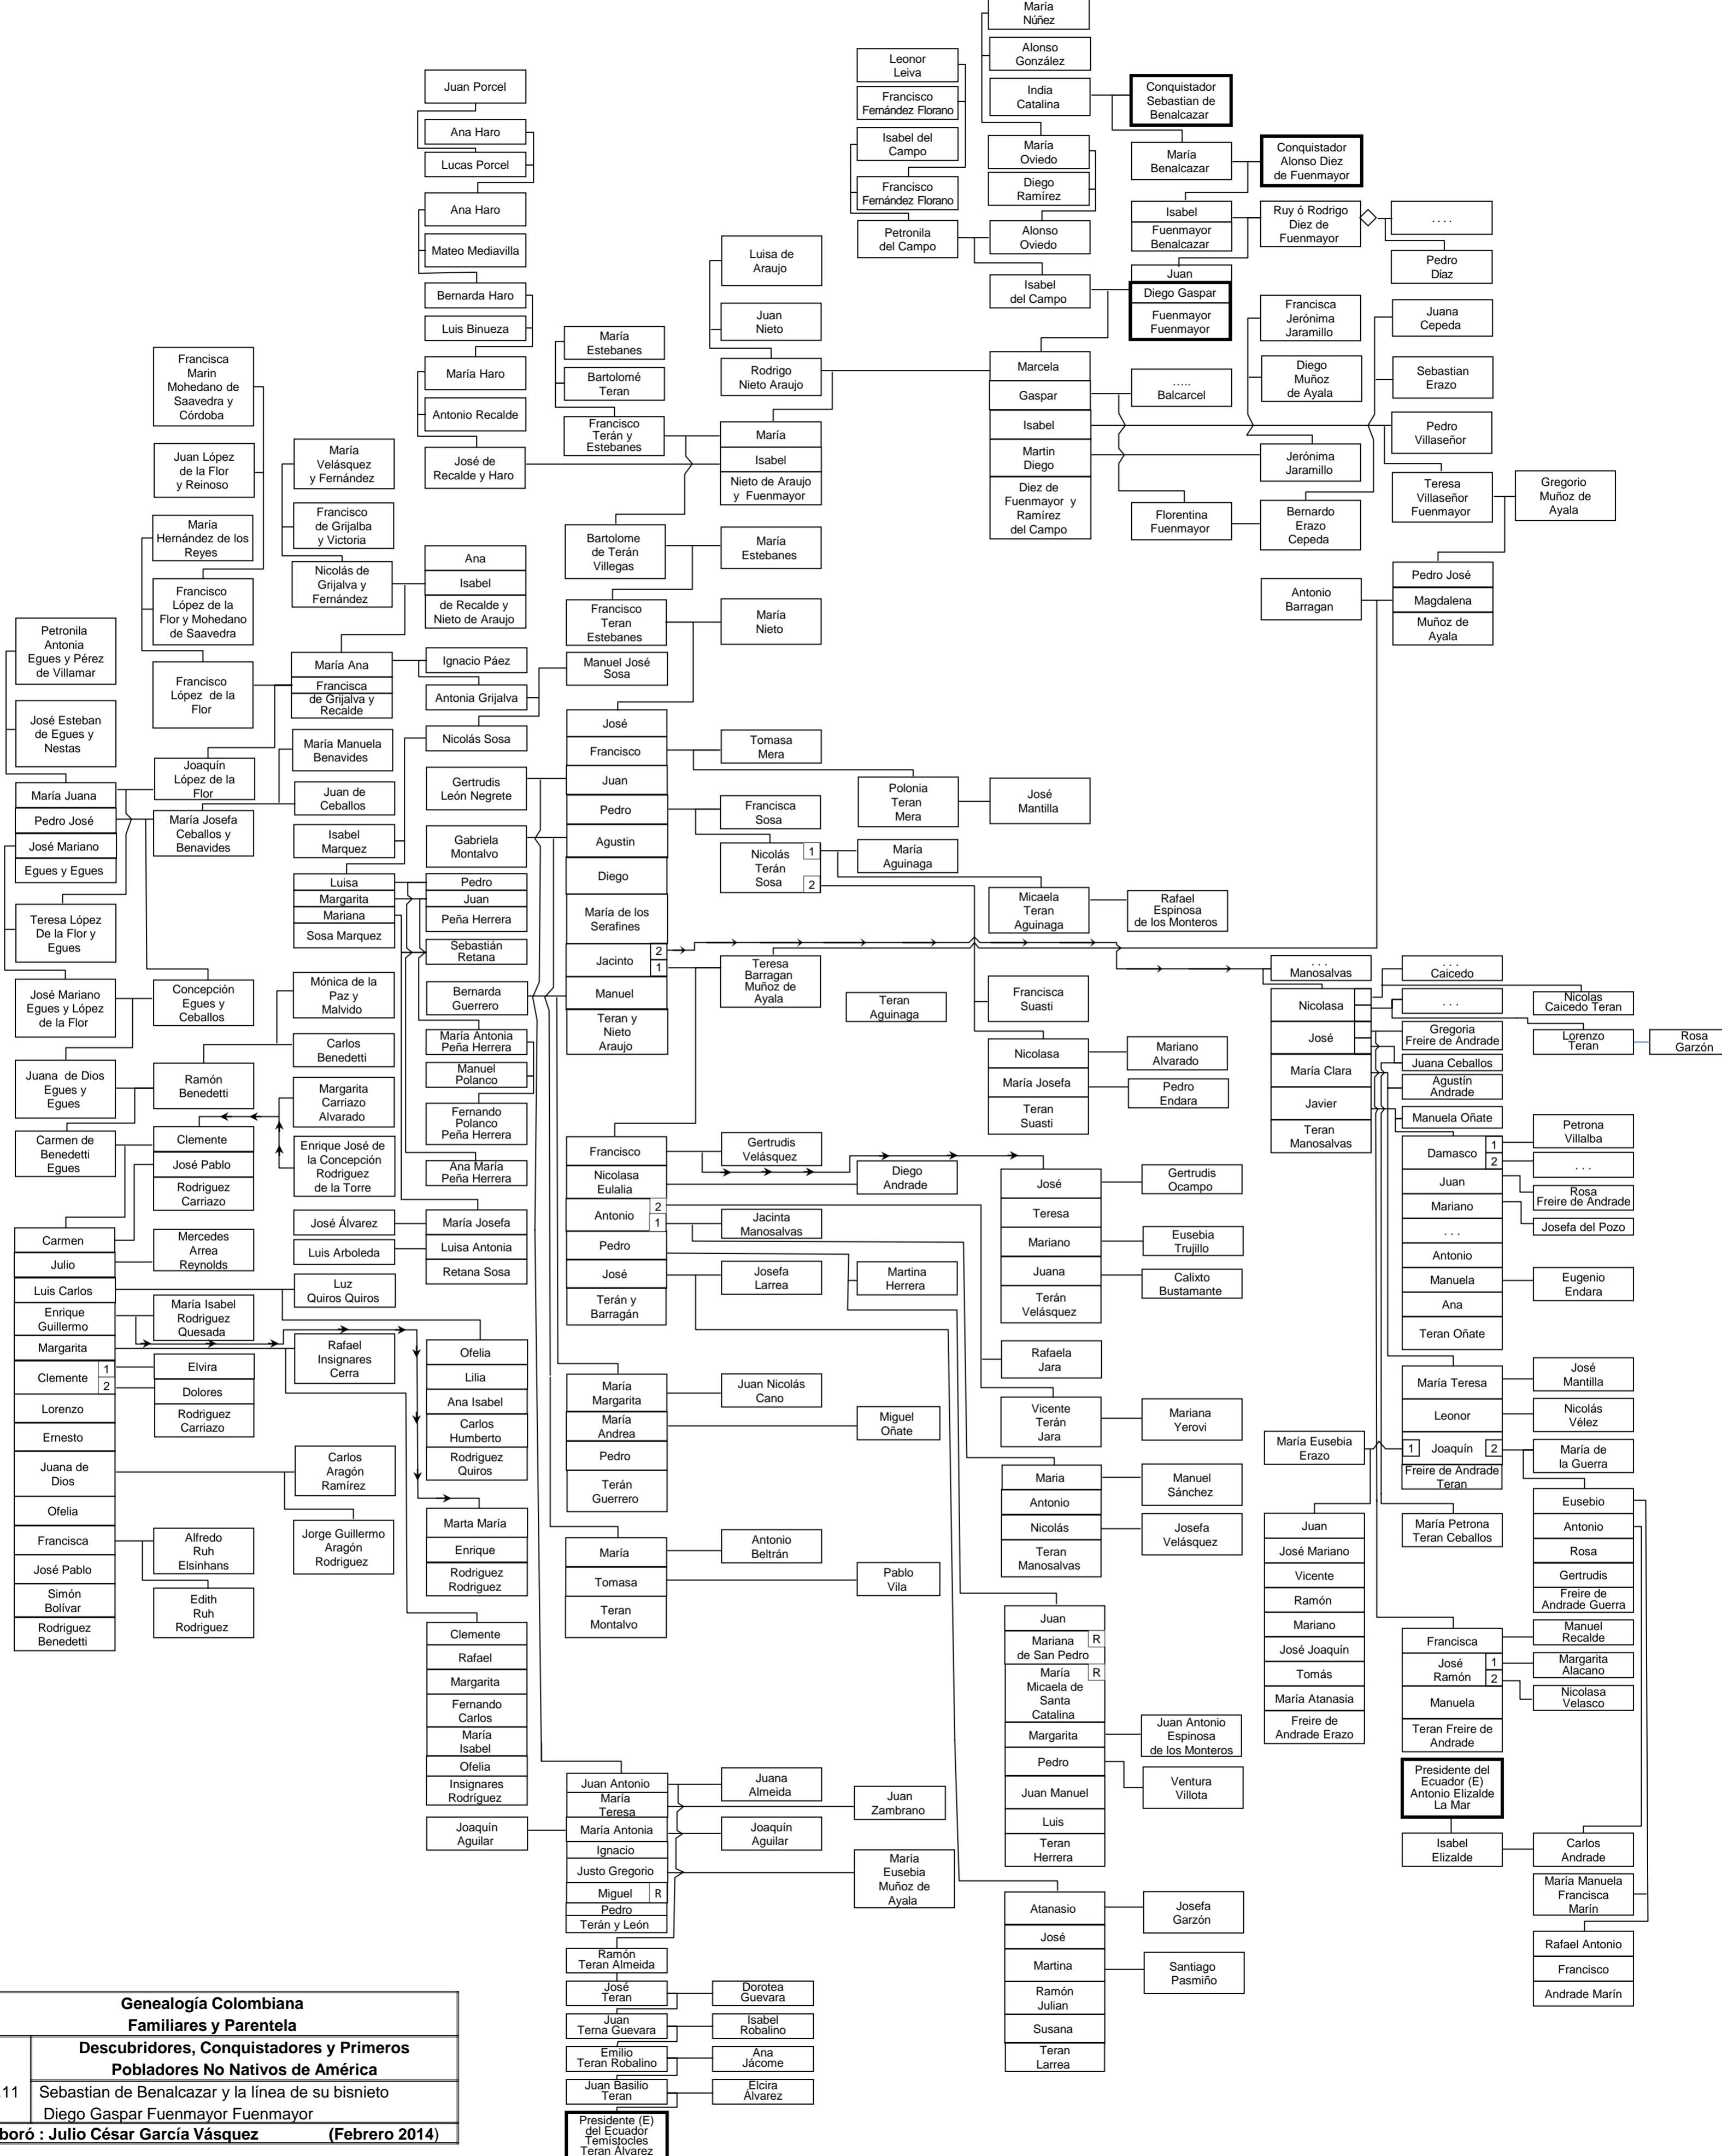 María
Núñez
Alonso
González
Leonor
Leiva
Francisco
Fernández Florano
India
Catalina
Conquistador
Sebastian de
Benalcazar
Juan Porcel
Ana Haro
Lucas Porcel
Isabel del
Campo
María
Oviedo
María
Benalcazar
Conquistador
Alonso Diez
de Fuenmayor
Francisco
Fernández Florano
Diego
Ramírez
Ana Haro
Mateo Mediavilla
Petronila
del Campo
Alonso
Oviedo
Isabel
Fuenmayor
Benalcazar
Ruy ó Rodrigo
Diez de
Fuenmayor
. . . .
Pedro
Díaz
Luisa de
Araujo
Isabel
del Campo
Juan
Diego Gaspar
Fuenmayor
Fuenmayor
Bernarda Haro
Luis Binueza
Juan
Nieto
Francisca
Jerónima
Jaramillo
Juana
Cepeda
María
Estebanes
Bartolomé
Teran
Francisca
Marin
Mohedano de
Saavedra y
Córdoba
María Haro
Antonio Recalde
Rodrigo
Nieto Araujo
Marcela
Gaspar
Isabel
Martin
Diego
Diez de
Fuenmayor y
Ramírez
del Campo
.....
Balcarcel
Diego
Muñoz
de Ayala
Sebastian
Erazo
Pedro
Villaseñor
Francisco
Terán y
Estebanes
María
Isabel
Nieto de Araujo
y Fuenmayor
Jerónima
Jaramillo
Juan López
de la Flor
y Reinoso
María
Velásquez
y Fernández
José de
Recalde y Haro
Teresa
Villaseñor
Fuenmayor
Gregorio
Muñoz de
Ayala
Florentina
Fuenmayor
Bernardo
Erazo
Cepeda
María
Hernández de los
Reyes
Francisco
de Grijalba
y Victoria
Bartolome
de Terán
Villegas
María
Estebanes
Nicolás de
Grijalva y
Fernández
Ana
Isabel
de Recalde y
Nieto de Araujo
Francisco
López de la
Flor y Mohedano
de Saavedra
Francisco
Teran
Estebanes
María
Nieto
Antonio
Barragan
Pedro José
Magdalena
Muñoz de
Ayala
Petronila
Antonia
Egues y Pérez
de Villamar
José Esteban
de Egues y
Nestas
Francisco
López de la
Flor
María Ana
Francisca
de Grijalva y
Recalde
Ignacio Páez
Antonia Grijalva
Manuel José
Sosa
Nicolás Sosa
María Manuela
Benavides
Joaquín
López de la
Flor
Juan de
Ceballos
Gertrudis
León Negrete
José
Francisco
Juan
Pedro
Agustin
Diego
María de los
Serafines
Jacinto
2
1
Manuel
Teran y
Nieto
Araujo
Tomasa
Mera
Polonia
Teran
Mera
José
Mantilla
Francisca
Sosa
María Juana
Pedro José
José Mariano
Egues y Egues
María Josefa
Ceballos y
Benavides
Isabel
Marquez
Gabriela
Montalvo
Nicolás
Terán
Sosa
1
2
María
Aguinaga
Micaela
Teran
Aguinaga
Rafael
Espinosa
de los Monteros
Luisa
Margarita
Mariana
Sosa Marquez
Pedro
Juan
Peña Herrera
Sebastián
Retana
Teresa López
De la Flor y
Egues
Teresa
Barragan
Muñoz de
Ayala
Teran
Aguinaga
Francisca
Suasti
. . .
Manosalvas
. . .
Caicedo
José Mariano
Egues y López
de la Flor
Concepción
Egues y
Ceballos
Mónica de la
Paz y
Malvido
Bernarda
Guerrero
Nicolasa
José
María Clara
Javier
Teran
Manosalvas
. . .
Nicolas
Caicedo Teran
Gregoria
Freire de Andrade
Lorenzo
Teran
Rosa
Garzón
Juana Ceballos
Agustín
Andrade
Manuela Oñate
Carlos
Benedetti
María Antonia
Peña Herrera
Manuel
Polanco
Fernando
Polanco
Peña Herrera
Ana María
Peña Herrera
Nicolasa
María Josefa
Teran
Suasti
Mariano
Alvarado
Pedro
Endara
Juana de Dios
Egues y
Egues
Ramón
Benedetti
Margarita
Carriazo
Alvarado
Carmen de
Benedetti
Egues
Clemente
José Pablo
Rodriguez
Carriazo
Enrique José de
la Concepción
Rodriguez
de la Torre
Francisco
Nicolasa
Eulalia
Antonio
2
1
Pedro
José
Terán y
Barragán
Gertrudis
Velásquez
Diego
Andrade
Jacinta
Manosalvas
Josefa
Larrea
Martina
Herrera
José
Teresa
Mariano
Juana
Terán
Velásquez
Gertrudis
Ocampo
Eusebia
Trujillo
Calixto
Bustamante
Damasco
1
2
Juan
Mariano
. . .
Antonio
Manuela
Ana
Teran Oñate
Petrona
Villalba
. . .
Rosa
Freire de Andrade
Josefa del Pozo
Eugenio
Endara
José Álvarez
Luis Arboleda
María Josefa
Luisa Antonia
Retana Sosa
Carmen
Julio
Luis Carlos
Enrique
Guillermo
Margarita
Clemente
1
2
Lorenzo
Ernesto
Juana de
Dios
Ofelia
Francisca
José Pablo
Simón
Bolívar
Rodriguez
Benedetti
Mercedes
Arrea
Reynolds
Luz
Quiros Quiros
María Isabel
Rodriguez
Quesada
Rafael
Insignares
Cerra
Elvira
Dolores
Rodriguez
Carriazo
Ofelia
Lilia
Ana Isabel
Carlos
Humberto
Rodriguez
Quiros
Carlos
Aragón
Ramírez
Jorge Guillermo
Aragón
Rodriguez
Alfredo
Ruh
Elsinhans
Edith
Ruh
Rodriguez
Marta María
Enrique
Rodriguez
Rodriguez
Clemente
Rafael
Margarita
Fernando
Carlos
María
Isabel
Ofelia
Insignares
Rodríguez
María
Margarita
María
Andrea
Pedro
Terán
Guerrero
Juan Nicolás
Cano
Miguel
Oñate
María
Tomasa
Teran
Montalvo
Antonio
Beltrán
Pablo
Vila
Rafaela
Jara
Vicente
Terán
Jara
Mariana
Yerovi
Maria
Antonio
Nicolás
Teran
Manosalvas
Manuel
Sánchez
Josefa
Velásquez
María Teresa
Leonor
1
Joaquín
2
Freire de Andrade
Teran
José
Mantilla
Nicolás
Vélez
María Eusebia
Erazo
María de
la Guerra
Juan
José Mariano
Vicente
Ramón
Mariano
José Joaquín
Tomás
María Atanasia
Freire de
Andrade Erazo
María Petrona
Teran Ceballos
Eusebio
Antonio
Rosa
Gertrudis
Freire de
Andrade Guerra
Juan
Mariana
de San Pedro
R
María
Micaela de
Santa
Catalina
R
Margarita
Pedro
Juan Manuel
Luis
Teran
Herrera
Juan Antonio
Espinosa
de los Monteros
Ventura
Villota
Francisca
José
Ramón
1
2
Manuela
Teran Freire de
Andrade
Manuel
Recalde
Margarita
Alacano
Nicolasa
Velasco
Presidente del
Ecuador (E)
Antonio Elizalde
La Mar
Isabel
Elizalde
Carlos
Andrade
María Manuela
Francisca
Marín
Rafael Antonio
Francisco
Andrade Marín
Joaquín
Aguilar
Juan Antonio
María
Teresa
María Antonia
Ignacio
Justo Gregorio
Miguel
R
Pedro
Terán y León
Juana
Almeida
Juan
Zambrano
Joaquín
Aguilar
María
Eusebia
Muñoz de
Ayala
Atanasio
José
Martina
Ramón
Julian
Susana
Teran
Larrea
Josefa
Garzón
Santiago
Pasmiño
Ramón
Teran Almeida
José
Teran
Dorotea
Guevara
Juan
Terna Guevara
Isabel
Robalino
Emilio
Teran Robalino
Ana
Jácome
Juan Basilio
Teran
Elcira
Álvarez
Presidente (E)
del Ecuador
Temístocles
Teran Álvarez
Genealogía Colombiana
Familiares y Parentela
Descubridores, Conquistadores y Primeros
Pobladores No Nativos de América
.11
Sebastian de Benalcazar y la línea de su bisnieto
Diego Gaspar Fuenmayor Fuenmayor
boró : Julio César García Vásquez (Febrero 2014)